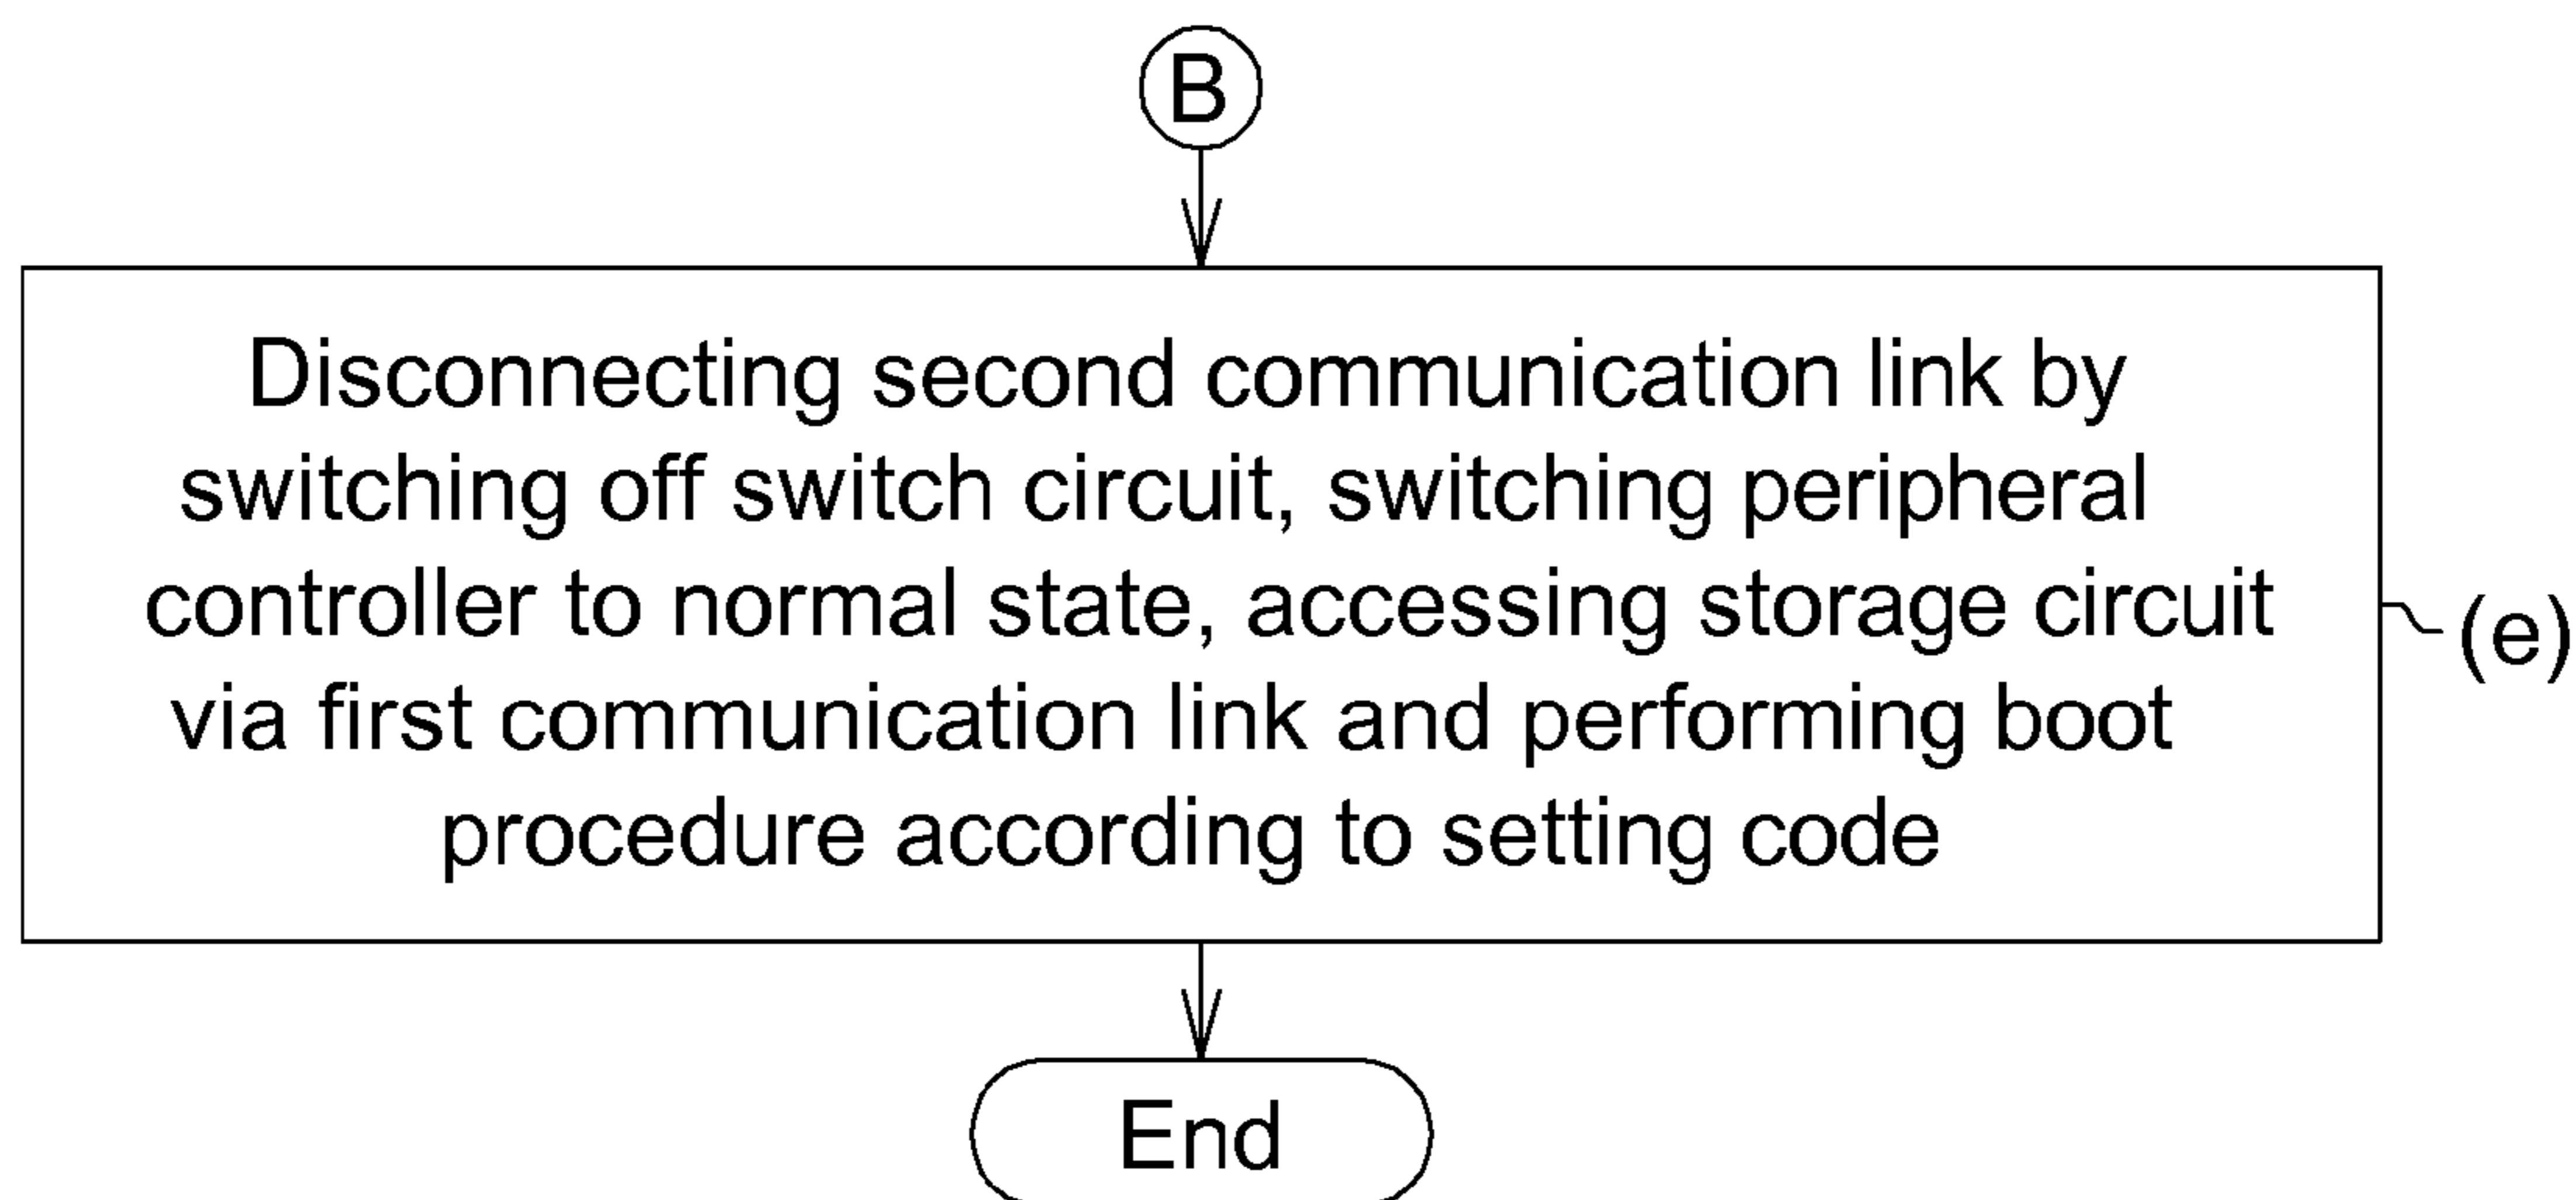 B
Disconnecting second communication link by
switching off switch circuit, switching peripheral
controller to normal state, accessing storage circuit
via first communication link and performing boot
procedure according to setting code
(e)
End